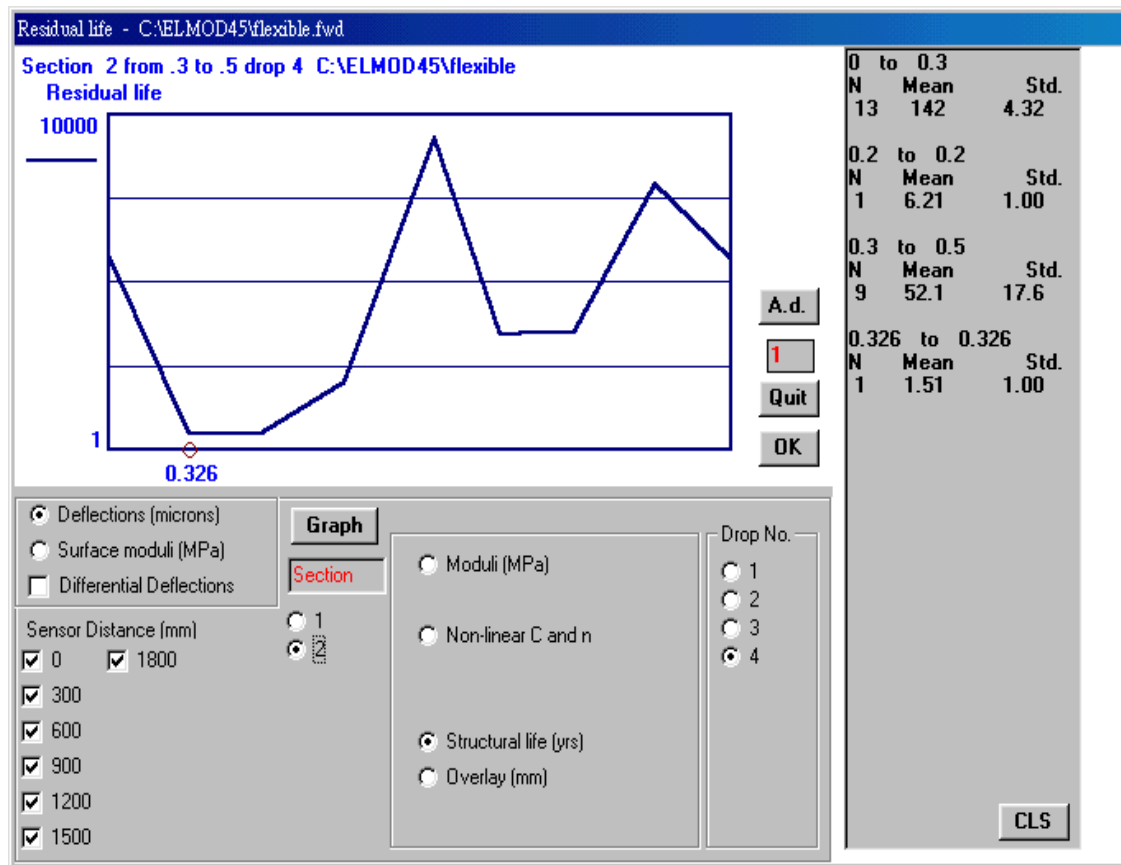 Residual life - C:\ELMOD45\flexible.fwd
Section 2 from .3 to .5 drop 4 C:\ELMOD45\flexible
Residual life
10000
1
0.326
A.d.
1
Quit
OK
0 to 0.3
N Mean Std.
13 142 4.32
0.2 to 0.2
N Mean Std.
1 6.21 1.00
0.3 to 0.5
N Mean Std.
9 52.1 17.6
0.326 to 0.326
N Mean Std.
1 1.51 1.00
CLS
Deflections (microns)
Surface moduli (MPa)
Differential Deflections
Sensor Distance (mm)
0 1800
300
600
900
1200
1500
Graph
Section
1
2
Moduli (MPa)
Non-linear C and n
Structural life (yrs)
Overlay (mm)
Drop No.
1
2
3
4